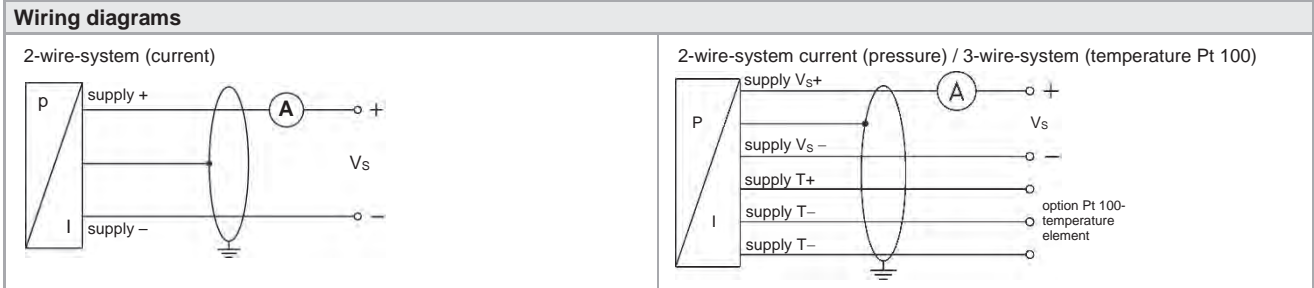 Wiring diagrams
2-wire-system (current)
p
supply +
A
+
VS
I
supply –
–
2-wire-system current (pressure) / 3-wire-system (temperature Pt 100)
supply VS+
A
+
P
VS
supply VS –
–
supply T+
supply T–
I
option Pt 100-
temperature
element
supply T–